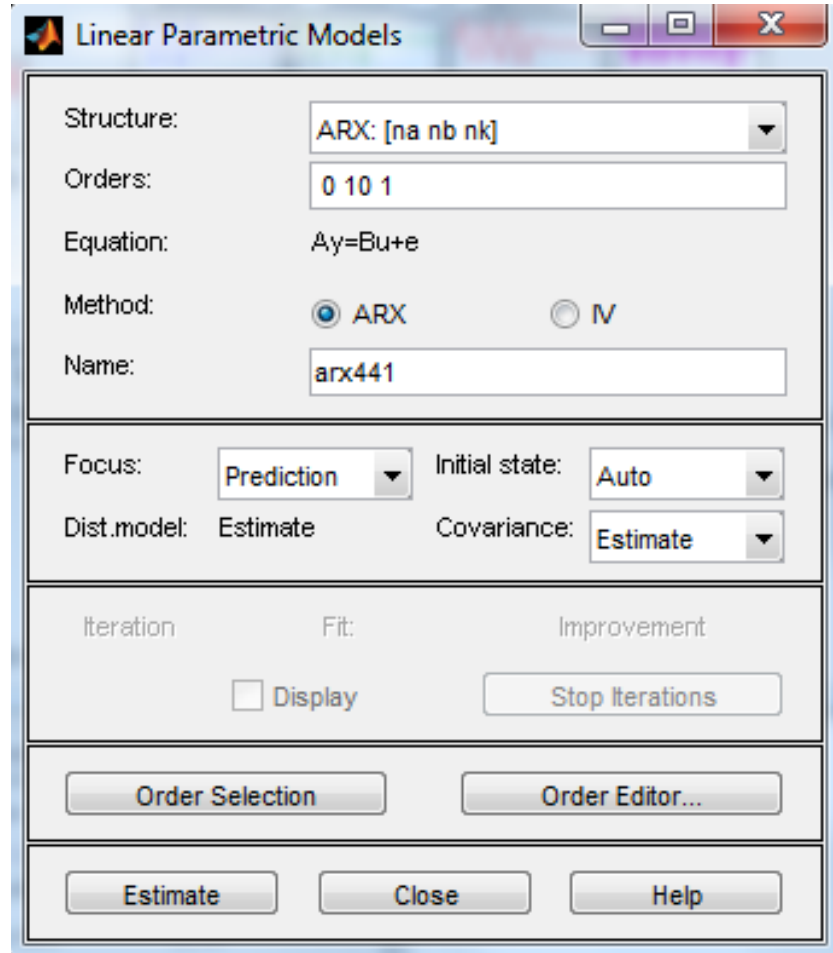 Linear Parametric Models
Structure: ARX: [na nb nk]
Orders: 0 10 1
Equation: Ay=Bu+e
Method: ARX IV
Name: arx441
Focus: Prediction Initial state: Auto
Dist.model: Estimate Covariance: Estimate
Iteration Fit: Improvement
Display Stop Iterations
Order Selection Order Editor...
Estimate Close Help